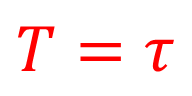 T = τ